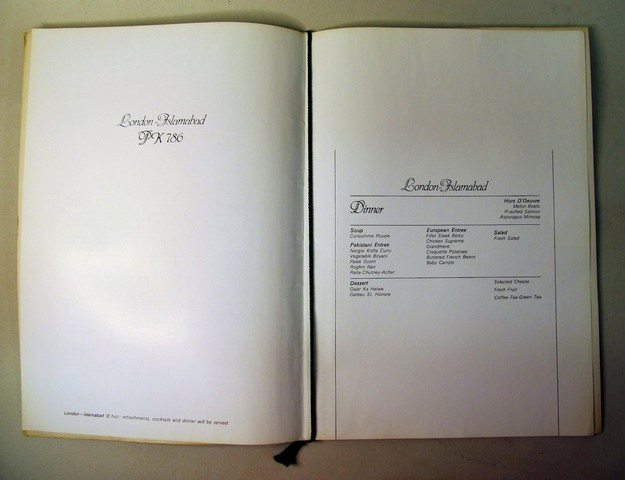 London-Islamabad
PK 786
London-Islamabad (8 hrs): refreshments, cocktails and dinner will be served
London-Islamabad
Dinner
Hors D'Oeuvre
Melon Boats
Poached Salmon
Asparagus Mimosa
Soup
Consomme Royale
Pakistani Entree
Nargisi Kofta Curry
Vegetable Biryani
Palak Gosht
Roghni Nan
Raita-Chutney-Achar
European Entree
Fillet Steak Bercy
Chicken Supreme
Grandmere
Croquette Potatoes
Buttered French Beans
Baby Carrots
Salad
Fresh Salad
Dessert
Gajar Ka Halwa
Gateau St. Honore
Selected Cheese
Fresh Fruit
Coffee-Tea-Green Tea